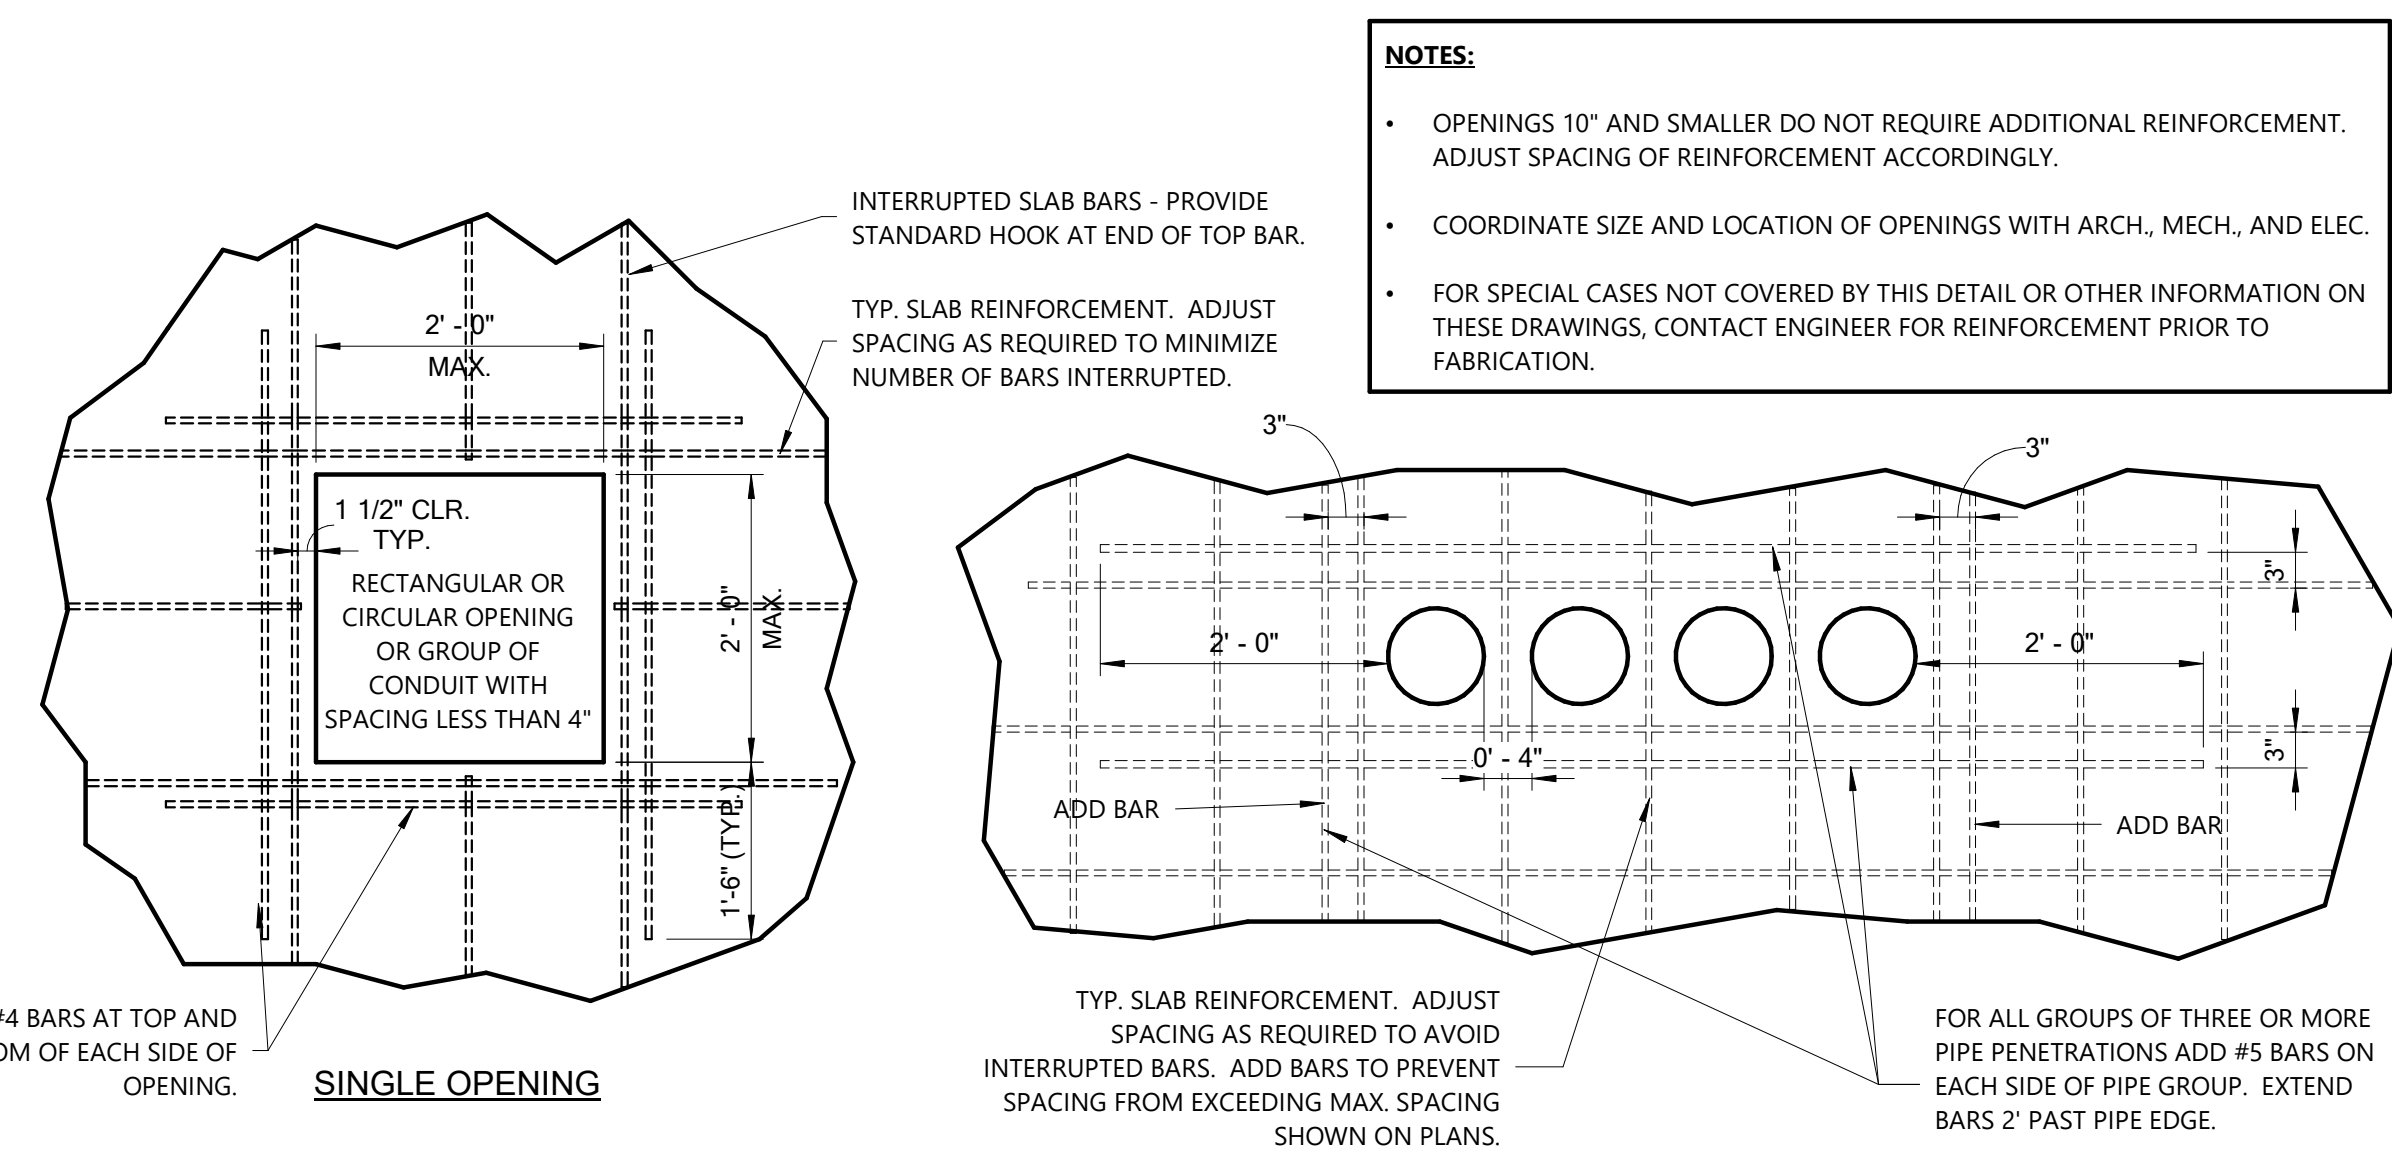 NOTES:
• OPENINGS 10" AND SMALLER DO NOT REQUIRE ADDITIONAL REINFORCEMENT.
ADJUST SPACING OF REINFORCEMENT ACCORDINGLY.
• COORDINATE SIZE AND LOCATION OF OPENINGS WITH ARCH., MECH., AND ELEC.
• FOR SPECIAL CASES NOT COVERED BY THIS DETAIL OR OTHER INFORMATION ON
THESE DRAWINGS, CONTACT ENGINEER FOR REINFORCEMENT PRIOR TO
FABRICATION.
INTERRUPTED SLAB BARS - PROVIDE
STANDARD HOOK AT END OF TOP BAR.
TYP. SLAB REINFORCEMENT. ADJUST
SPACING AS REQUIRED TO MINIMIZE
NUMBER OF BARS INTERRUPTED.
2' - 0"
MAX.
1 1/2" CLR.
TYP.
RECTANGULAR OR
CIRCULAR OPENING
OR GROUP OF
CONDUIT WITH
SPACING LESS THAN 4"
2' - 0"
MAX.
1'-6" (TYP.)
#4 BARS AT TOP AND
OF EACH SIDE OF
OPENING.
SINGLE OPENING
3"
3"
3"
2' - 0"
2' - 0"
0' - 4"
3"
ADD BAR
ADD BAR
TYP. SLAB REINFORCEMENT. ADJUST
SPACING AS REQUIRED TO AVOID
INTERRUPTED BARS. ADD BARS TO PREVENT
SPACING FROM EXCEEDING MAX. SPACING
SHOWN ON PLANS.
FOR ALL GROUPS OF THREE OR MORE
PIPE PENETRATIONS ADD #5 BARS ON
EACH SIDE OF PIPE GROUP. EXTEND
BARS 2' PAST PIPE EDGE.